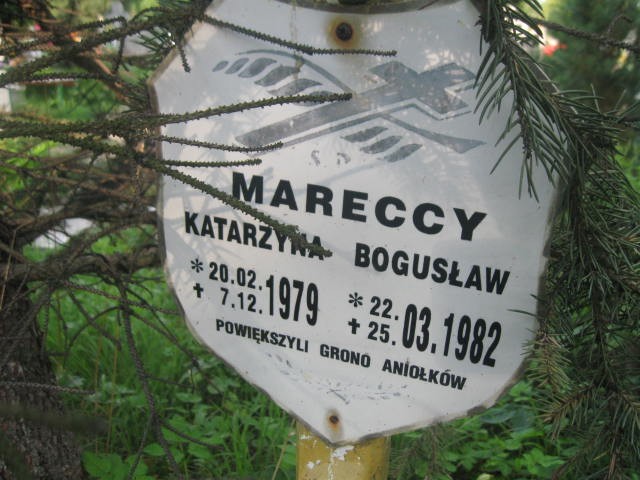 Ś.P.
MARECCY
KATARZYNA BOGUSŁAW
* 20.02. 1979 * 22. 03.1982
+ 7.12. + 25.
POWIĘKSZYLI GRONO ANIOŁKÓW